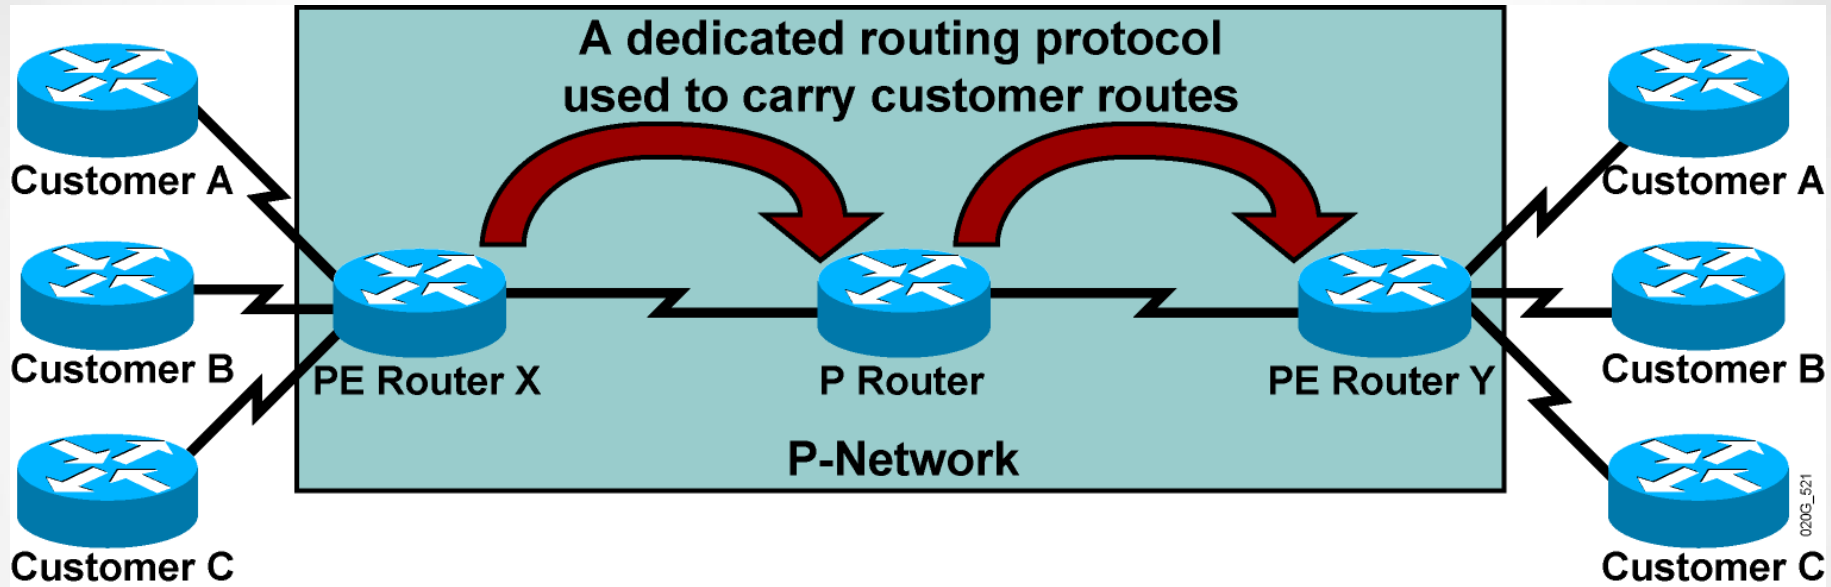 A dedicated routing protocol
used to carry customer routes
Customer A
Customer A
Customer B
Customer B
PE Router X
P Router
PE Router Y
P-Network
020G_521
Customer C
Customer C